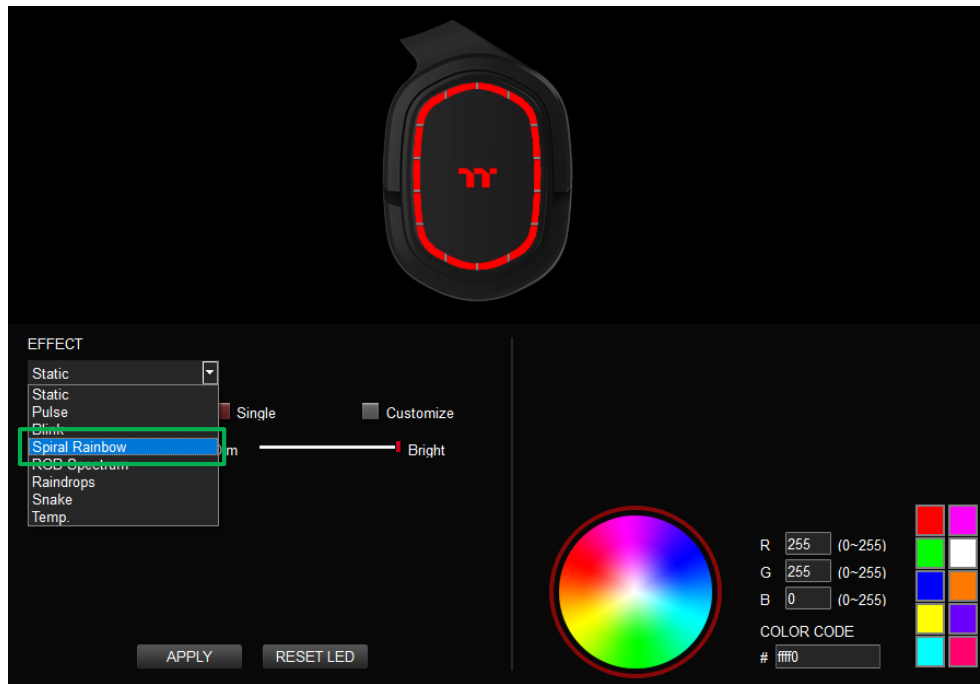 EFFECT
Static
Static
Pulse
Single
Customize
Blink
Spiral Rainbow
Bright
RGB Spectrum
Raindrops
Snake
Temp.
R 255 (0~255)
G 255 (0~255)
B 0 (0~255)
COLOR CODE
# ffff0
APPLY
RESET LED